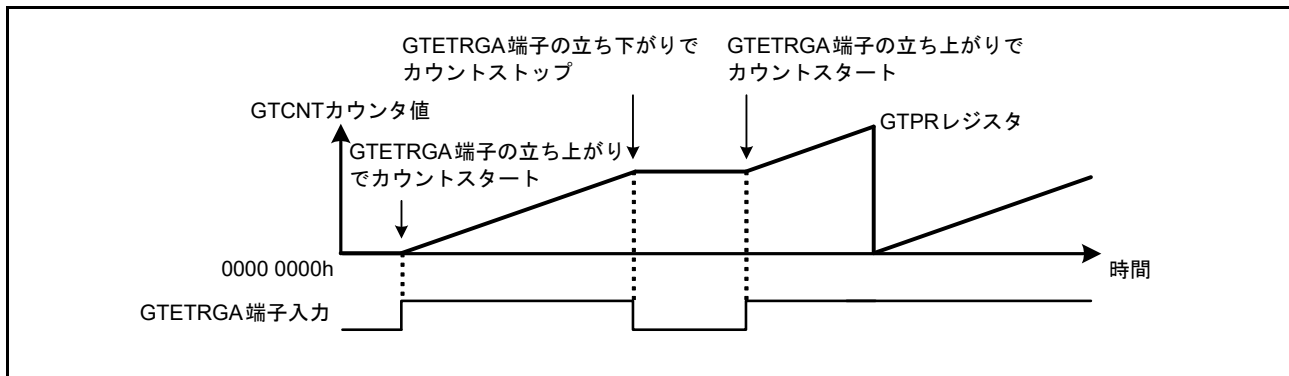 GTETRGA端子の立ち下がりで
カウントストップ
GTETRGA端子の立ち上がりで
カウントスタート
GTCNTカウンタ値
GTPRレジスタ
GTETRGA端子の立ち上がり
でカウントスタート
0000 0000h
時間
GTETRGA端子入力